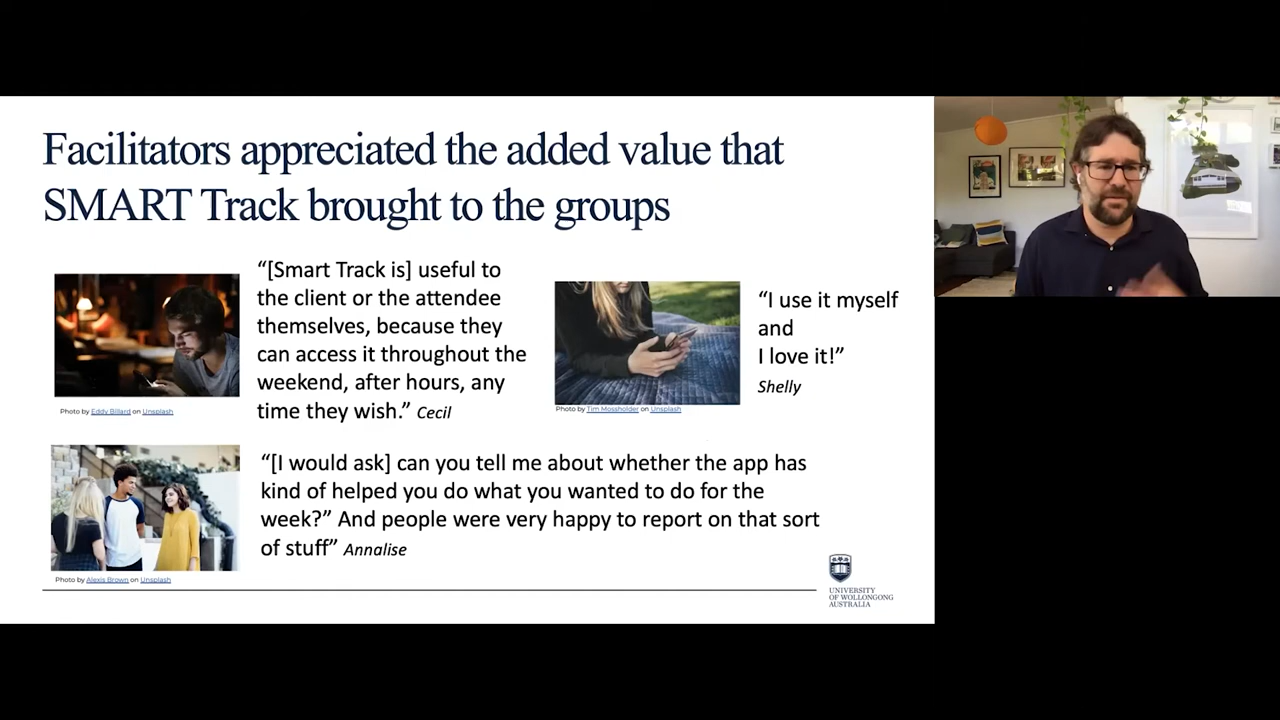 Facilitators appreciated the added value that
SMART Track brought to the groups
“[Smart Track is] useful to
the client or the attendee
themselves, because they
can access it throughout the
weekend, after hours, any
time they wish.” Cecil
Photo by Eddy Billard on Unsplash
“I use it myself
and
I love it!”
Shelly
Photo by Tim Mossholder on Unsplash
“[I would ask] can you tell me about whether the app has
kind of helped you do what you wanted to do for the
week?” And people were very happy to report on that sort
of stuff” Annalise
Photo by Alexis Brown on Unsplash
UNIVERSITY
OF WOLLONGONG
AUSTRALIA